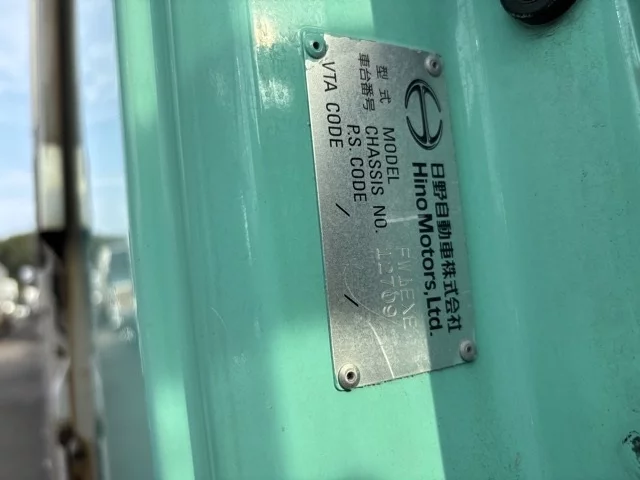 日野自動車株式会社
Hino Motors, Ltd.
型式 MODEL
車台番号 CHASSIS NO.
P.S. CODE /
VTA CODE /